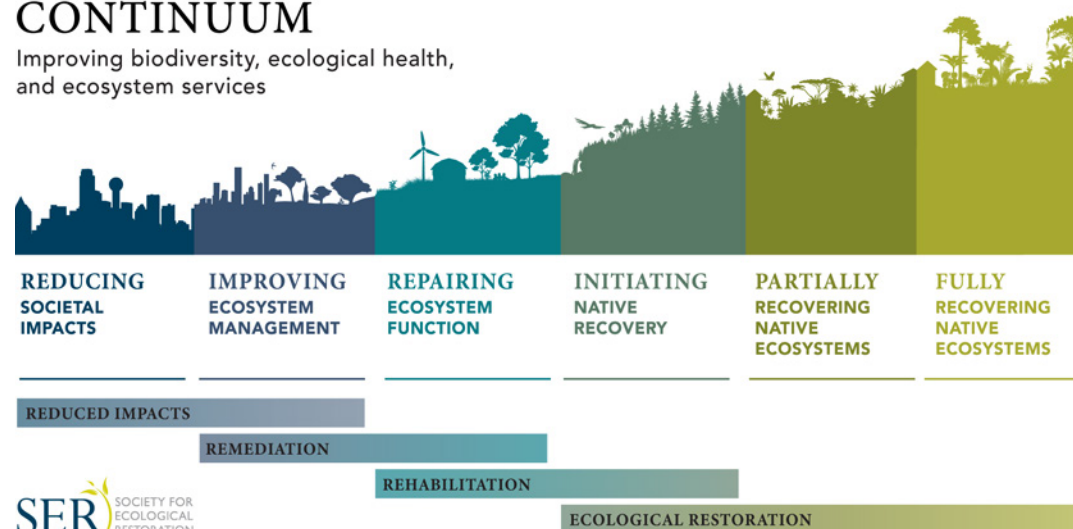 CONTINUUM
Improving biodiversity, ecological health,
and ecosystem services
REDUCING
SOCIETAL
IMPACTS
IMPROVING
ECOSYSTEM
MANAGEMENT
REPAIRING
ECOSYSTEM
FUNCTION
INITIATING
NATIVE
RECOVERY
PARTIALLY
RECOVERING
NATIVE
ECOSYSTEMS
FULLY
RECOVERING
NATIVE
ECOSYSTEMS
REDUCED IMPACTS
REMEDIATION
REHABILITATION
ECOLOGICAL RESTORATION
SER
SOCIETY FOR
ECOLOGICAL
RESTORATION